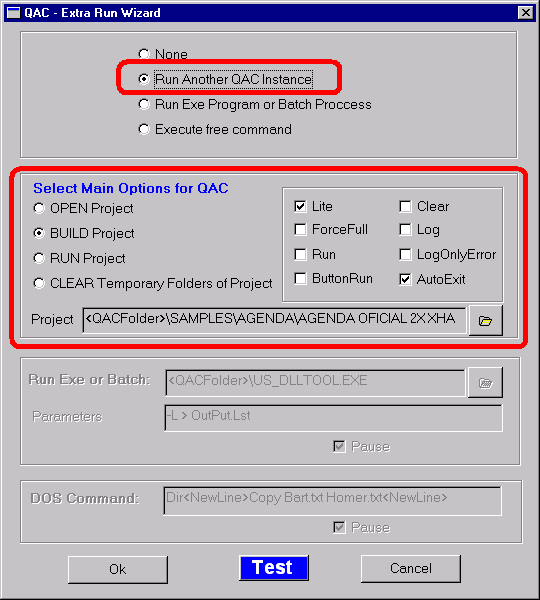 QAC - Extra Run Wizard
None
Run Another QAC Instance
Run Exe Program or Batch Proccess
Execute free command
Select Main Options for QAC
OPEN Project
BUILD Project
RUN Project
CLEAR Temporary Folders of Project
Lite
Clear
ForceFull
Log
Run
LogOnlyError
ButtonRun
AutoExit
Project <QACFolder>\SAMPLES\AGENDA\AGENDA OFICIAL 2XXHA
Run Exe or Batch: <QACFolder>\US_DLLTOOL.EXE
Parameters -L > OutPut.Lst
Pause
DOS Command: Dir<NewLine>Copy Bart.txt Homer.txt<NewLine>
Pause
Ok Test Cancel